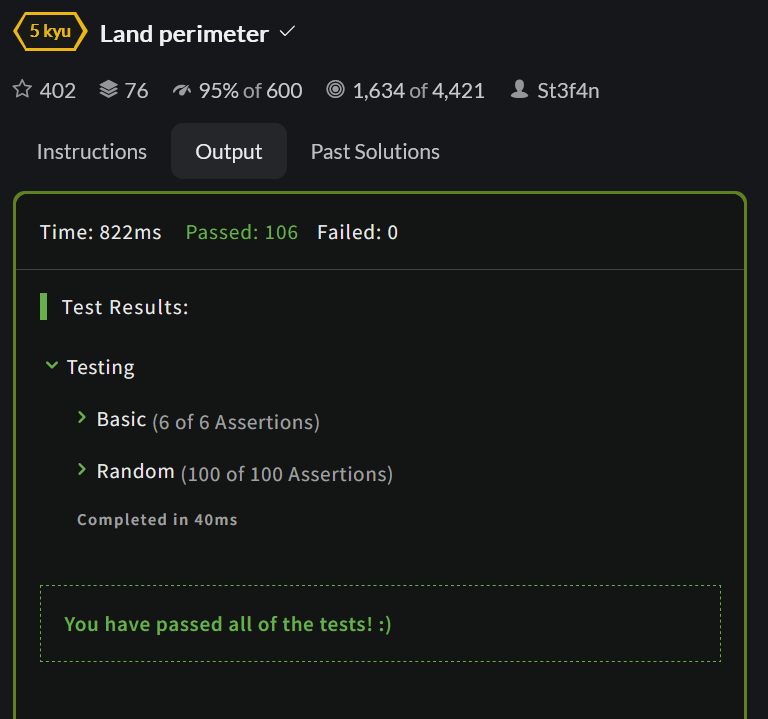 5 kyu Land perimeter
402 76 95% of 600 1,634 of 4,421 St3f4n
Instructions Output Past Solutions
Time: 822ms Passed: 106 Failed: 0
Test Results:
Testing
Basic (6 of 6 Assertions)
Random (100 of 100 Assertions)
Completed in 40ms
You have passed all of the tests! :)